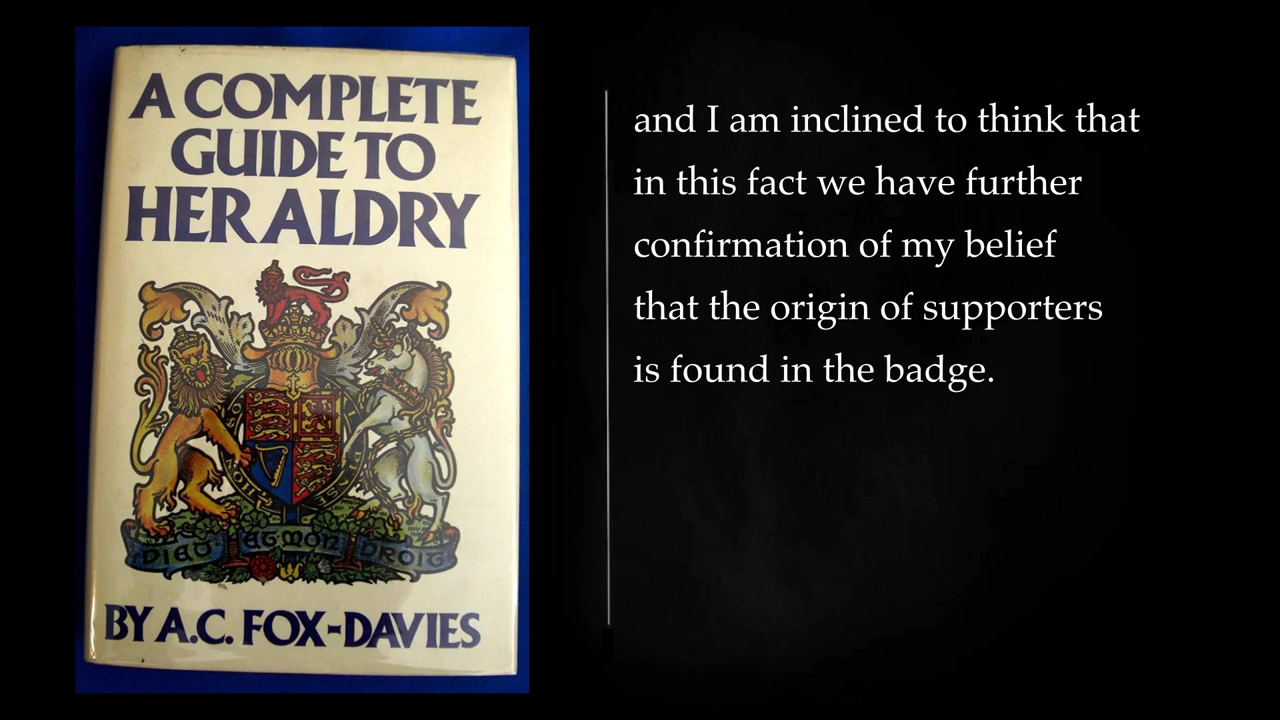 A COMPLETE
GUIDE TO
HERALDRY
DIEU ET MON DROIT
BY A.C. FOX-DAVIES
and I am inclined to think that
in this fact we have further
confirmation of my belief
that the origin of supporters
is found in the badge.